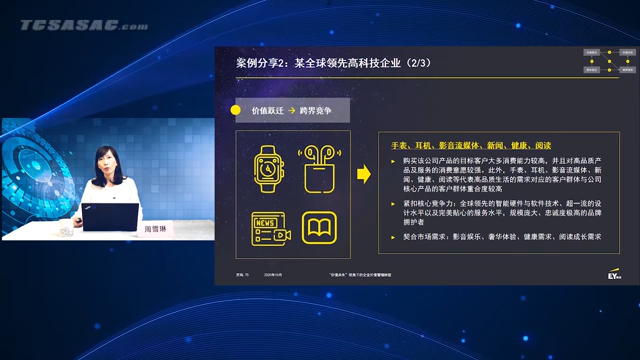 TCSASAC.com
案例分享2：某全球领先高科技企业（2/3）
价值跃迁 → 跨界竞争
NEWS
手表、耳机、影音流媒体、新闻、健康、阅读
购买该公司产品的目标客户大多消费能力较高，并且对高品质产
品及服务的消费意愿较强。此外，手表、耳机、影音流媒体、新
闻、健康、阅读等代表高品质生活的需求对应的客户群体与公司
核心产品的客户群体重合度较高
紧扣核心竞争力：全球领先的智能硬件与软件技术、超一流的设
计水平以及完美贴心的服务水平，规模庞大、忠诚度极高的品牌
拥护者
契合市场需求：影音娱乐、奢华体验、健康需求、阅读成长需求
周雪琳
2020年10月
EY